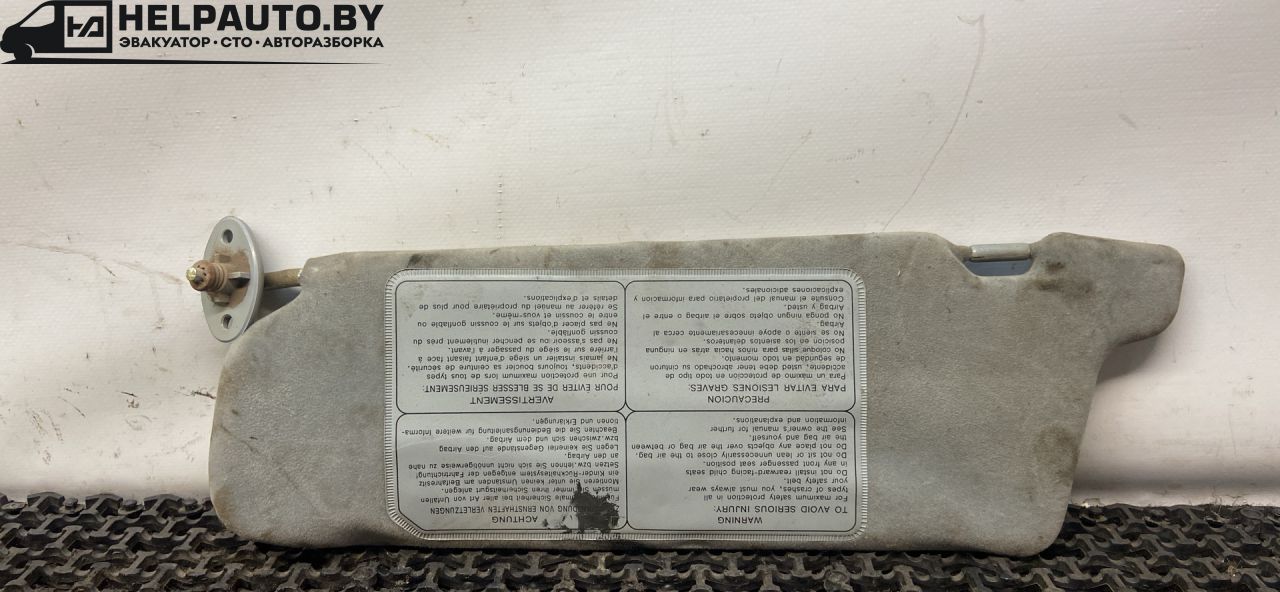 HELPAUTO.BY
ЭВАКУАТОР·СТО·АВТОРАЗБОРКА
WARNING
TO AVOID SERIOUS INJURY:
For maximum safety protection in all
types of crashes, you must always wear
your safety belt.
Do not install rearward-facing child seats
in any front passenger seat position.
Do not sit or lean unnecessarily close to the air bag.
Do not place any objects over the air bag or between
the air bag and yourself.
See the owner's manual for further
information and explanations.
ACHTUNG
VON ERNSTHAFTEN VERLETZUNGEN
Sicherheit bei aller Art von Unfällen
Immer Ihren Sicherheitsgurt anlegen.
Montieren Sie unter keinen Umständen am Beifahrersitz
ein Kinder-Rückhaltsystem entgegen der Fahrtrichtung!
Setzen bzw.lehnen Sie sich nicht unnötigerweise zu nahe
an den Airbag.
Legen Sie keinerlei Gegenstände auf den Airbag
bzw.zwischen sich und dem Airbag.
Beachten Sie die Bedienungsanleitung für weitere Informa-
tionen und Erklärungen.
PRECAUCION
PARA EVITAR LESIONES GRAVES:
Para un maximo de protección en todo tipo de
accidente, usted debe tener abrochado su cinturon
de seguridad en todo momento.
No coloque sillas para niños hacia atrás en ninguna
posicion en los asientos delanteros.
No se siente o apoye innecesariamente cerca al
Airbag.
No ponga ningun objeto sobre el airbag o entre el
Airbag y usted.
Consulte el manual del propietario para informacion y
explicaciones adicionales.
AVERTISSEMENT
POUR ÉVITER DE SE BLESSER SÉRIEUSEMENT:
Pour une protection maximum lors de tous types
d'accidents, toujours boucler sa ceinture de sécurité.
Ne jamais installer un siège d'enfant faisant face à
l'arrière sur le siège du passager à l'avant.
Ne pas s'asseoir ou se pencher inutilement près du
coussin gonflable.
Ne pas placer d'objets sur le coussin gonflable ou
entre le coussin et vous-même.
Se référer au manuel du propriétaire pour plus de
détails et d'explications.